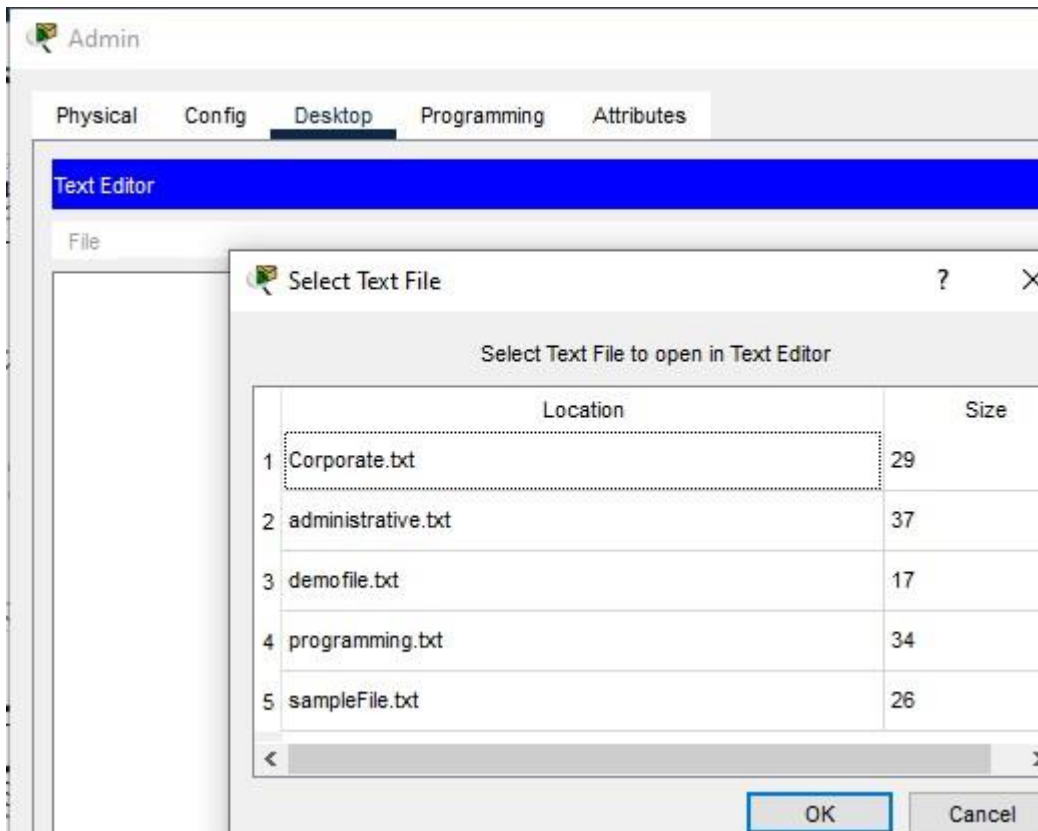 Admin
Physical Config Desktop Programming Attributes
Text Editor
File
Select Text File ?
Select Text File to open in Text Editor
Location Size
1 Corporate.txt 29
2 administrative.txt 37
3 demofile.txt 17
4 programming.txt 34
5 sampleFile.txt 26
OK Cancel